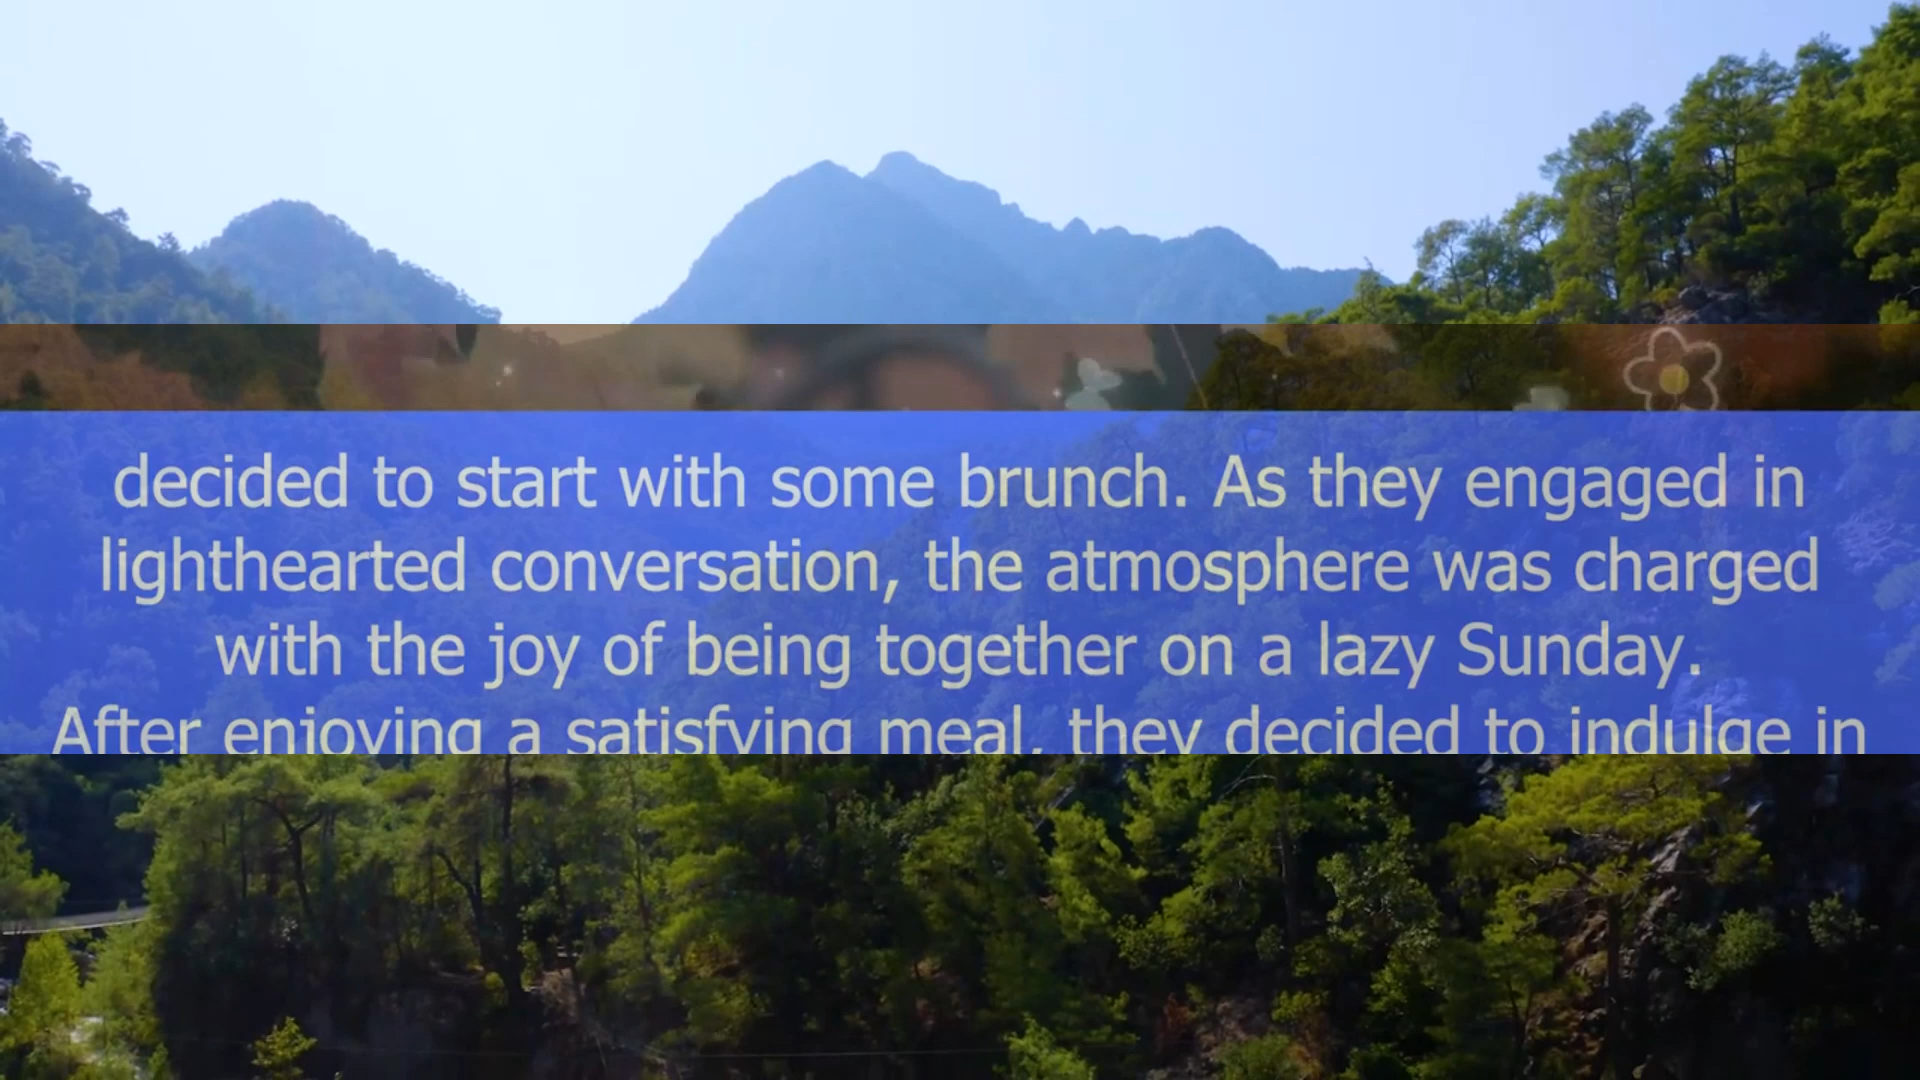 decided to start with some brunch. As they engaged in
lighthearted conversation, the atmosphere was charged
with the joy of being together on a lazy Sunday.
After enjoying a satisfying meal, they decided to indulge in